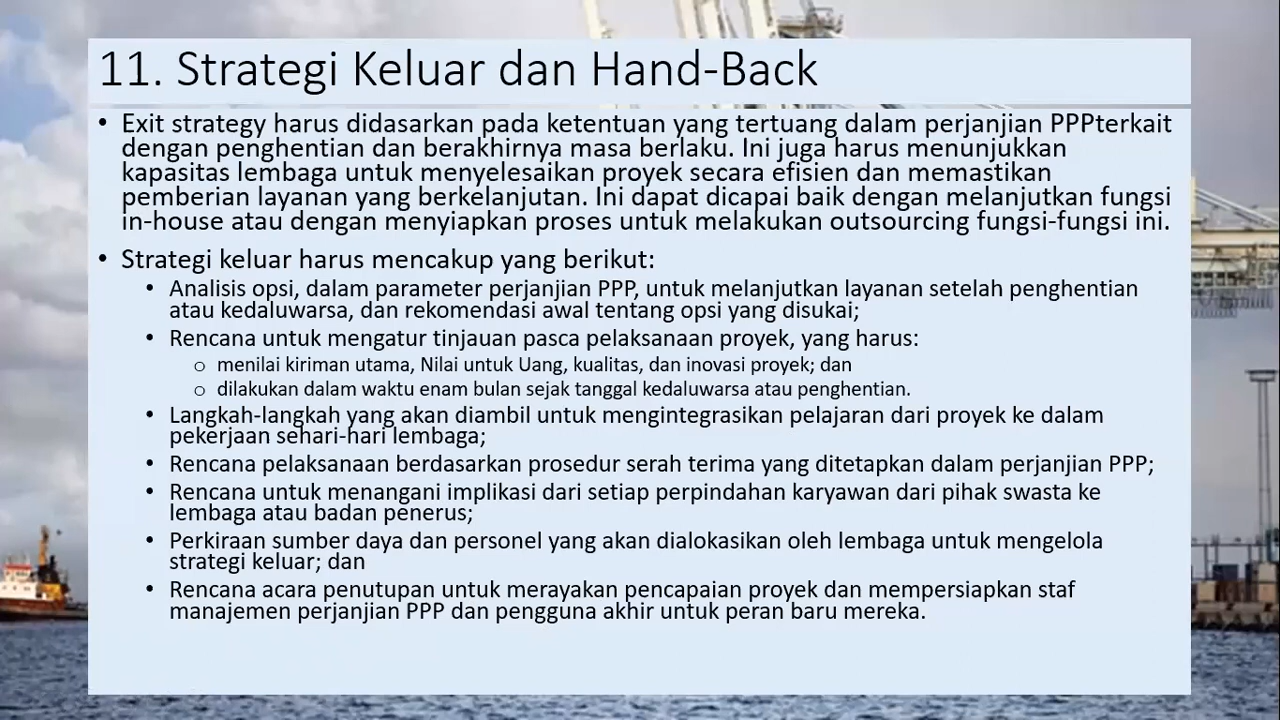 11. Strategi Keluar dan Hand-Back
• Exit strategy harus didasarkan pada ketentuan yang tertuang dalam perjanjian PPPterkait
dengan penghentian dan berakhirnya masa berlaku. Ini juga harus menunjukkan
kapasitas lembaga untuk menyelesaikan proyek secara efisien dan memastikan
pemberian layanan yang berkelanjutan. Ini dapat dicapai baik dengan melanjutkan fungsi
in-house atau dengan menyiapkan proses untuk melakukan outsourcing fungsi-fungsi ini.
• Strategi keluar harus mencakup yang berikut:
• Analisis opsi, dalam parameter perjanjian PPP, untuk melanjutkan layanan setelah penghentian
atau kedaluwarsa, dan rekomendasi awal tentang opsi yang disukai;
• Rencana untuk mengatur tinjauan pasca pelaksanaan proyek, yang harus:
o menilai kiriman utama, Nilai untuk Uang, kualitas, dan inovasi proyek; dan
o dilakukan dalam waktu enam bulan sejak tanggal kedaluwarsa atau penghentian.
• Langkah-langkah yang akan diambil untuk mengintegrasikan pelajaran dari proyek ke dalam
pekerjaan sehari-hari lembaga;
• Rencana pelaksanaan berdasarkan prosedur serah terima yang ditetapkan dalam perjanjian PPP;
• Rencana untuk menangani implikasi dari setiap perpindahan karyawan dari pihak swasta ke
lembaga atau badan penerus;
• Perkiraan sumber daya dan personel yang akan dialokasikan oleh lembaga untuk mengelola
strategi keluar; dan
• Rencana acara penutupan untuk merayakan pencapaian proyek dan mempersiapkan staf
manajemen perjanjian PPP dan pengguna akhir untuk peran baru mereka.